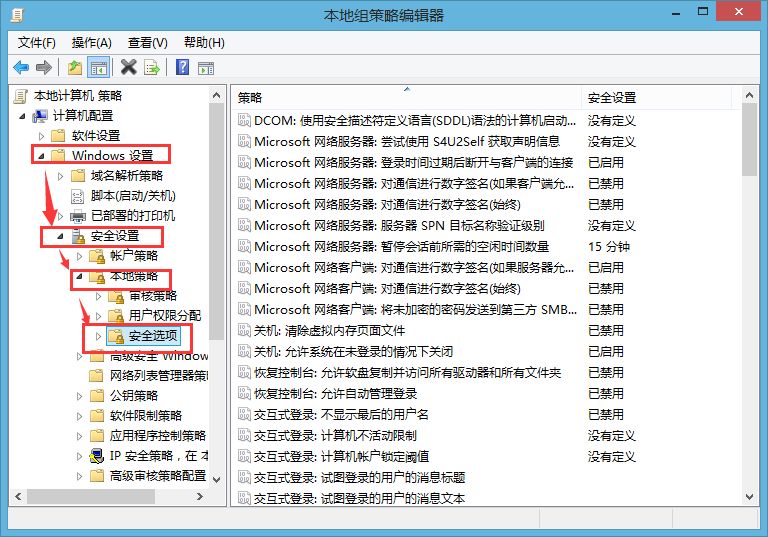 本地组策略编辑器
文件(F) 操作(A) 查看(V) 帮助(H)
本地计算机 策略
计算机配置
软件设置
Windows 设置
域名解析策略
脚本(启动/关机)
已部署的打印机
安全设置
帐户策略
本地策略
审核策略
用户权限分配
安全选项
高级安全 Window
网络列表管理器策
公钥策略
软件限制策略
应用程序控制策略
IP 安全策略，在 本
高级审核策略配置
策略 安全设置
DCOM: 使用安全描述符定义语言(SDDL)语法的计算机启动... 没有定义
Microsoft 网络服务器: 尝试使用 S4U2Self 获取声明信息 没有定义
Microsoft 网络服务器: 登录时间过期后断开与客户端的连接 已启用
Microsoft 网络服务器: 对通信进行数字签名(如果客户端允... 已禁用
Microsoft 网络服务器: 对通信进行数字签名(始终) 已禁用
Microsoft 网络服务器: 服务器 SPN 目标名称验证级别 没有定义
Microsoft 网络服务器: 暂停会话前所需的空闲时间数量 15 分钟
Microsoft 网络客户端: 对通信进行数字签名(如果服务器允... 已启用
Microsoft 网络客户端: 对通信进行数字签名(始终) 已禁用
Microsoft 网络客户端: 将未加密的密码发送到第三方 SMB... 已禁用
关机: 清除虚拟内存页面文件 已禁用
关机: 允许系统在未登录的情况下关闭 已启用
恢复控制台: 允许软盘复制并访问所有驱动器和所有文件夹 已禁用
恢复控制台: 允许自动管理登录 已禁用
交互式登录: 不显示最后的用户名 已禁用
交互式登录: 计算机不活动限制 没有定义
交互式登录: 计算机帐户锁定阈值 没有定义
交互式登录: 试图登录的用户的消息标题
交互式登录: 试图登录的用户的消息文本